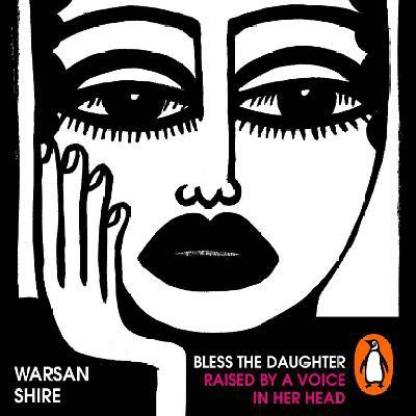 WARSAN
SHIRE
BLESS THE DAUGHTER
RAISED BY A VOICE
IN HER HEAD